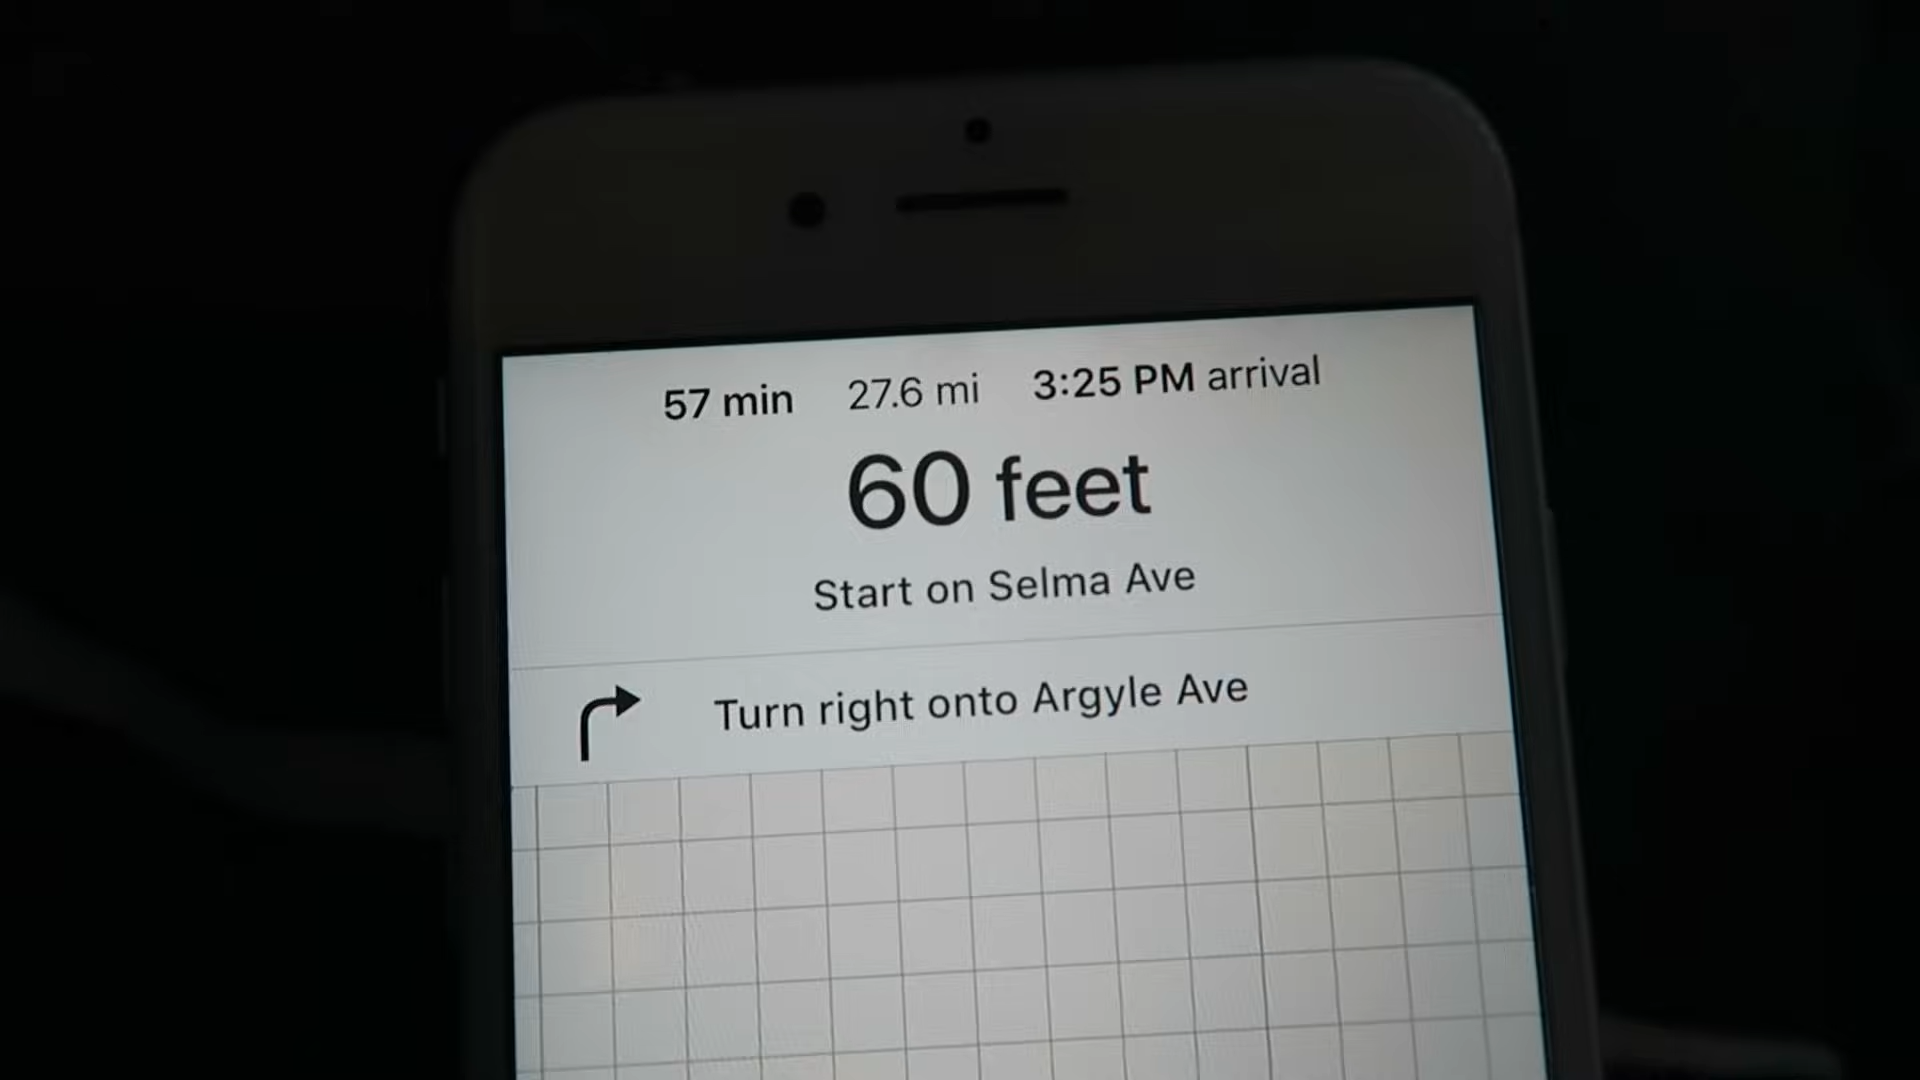 57 min 27.6 mi 3:25 PM arrival
60 feet
Start on Selma Ave
Turn right onto Argyle Ave